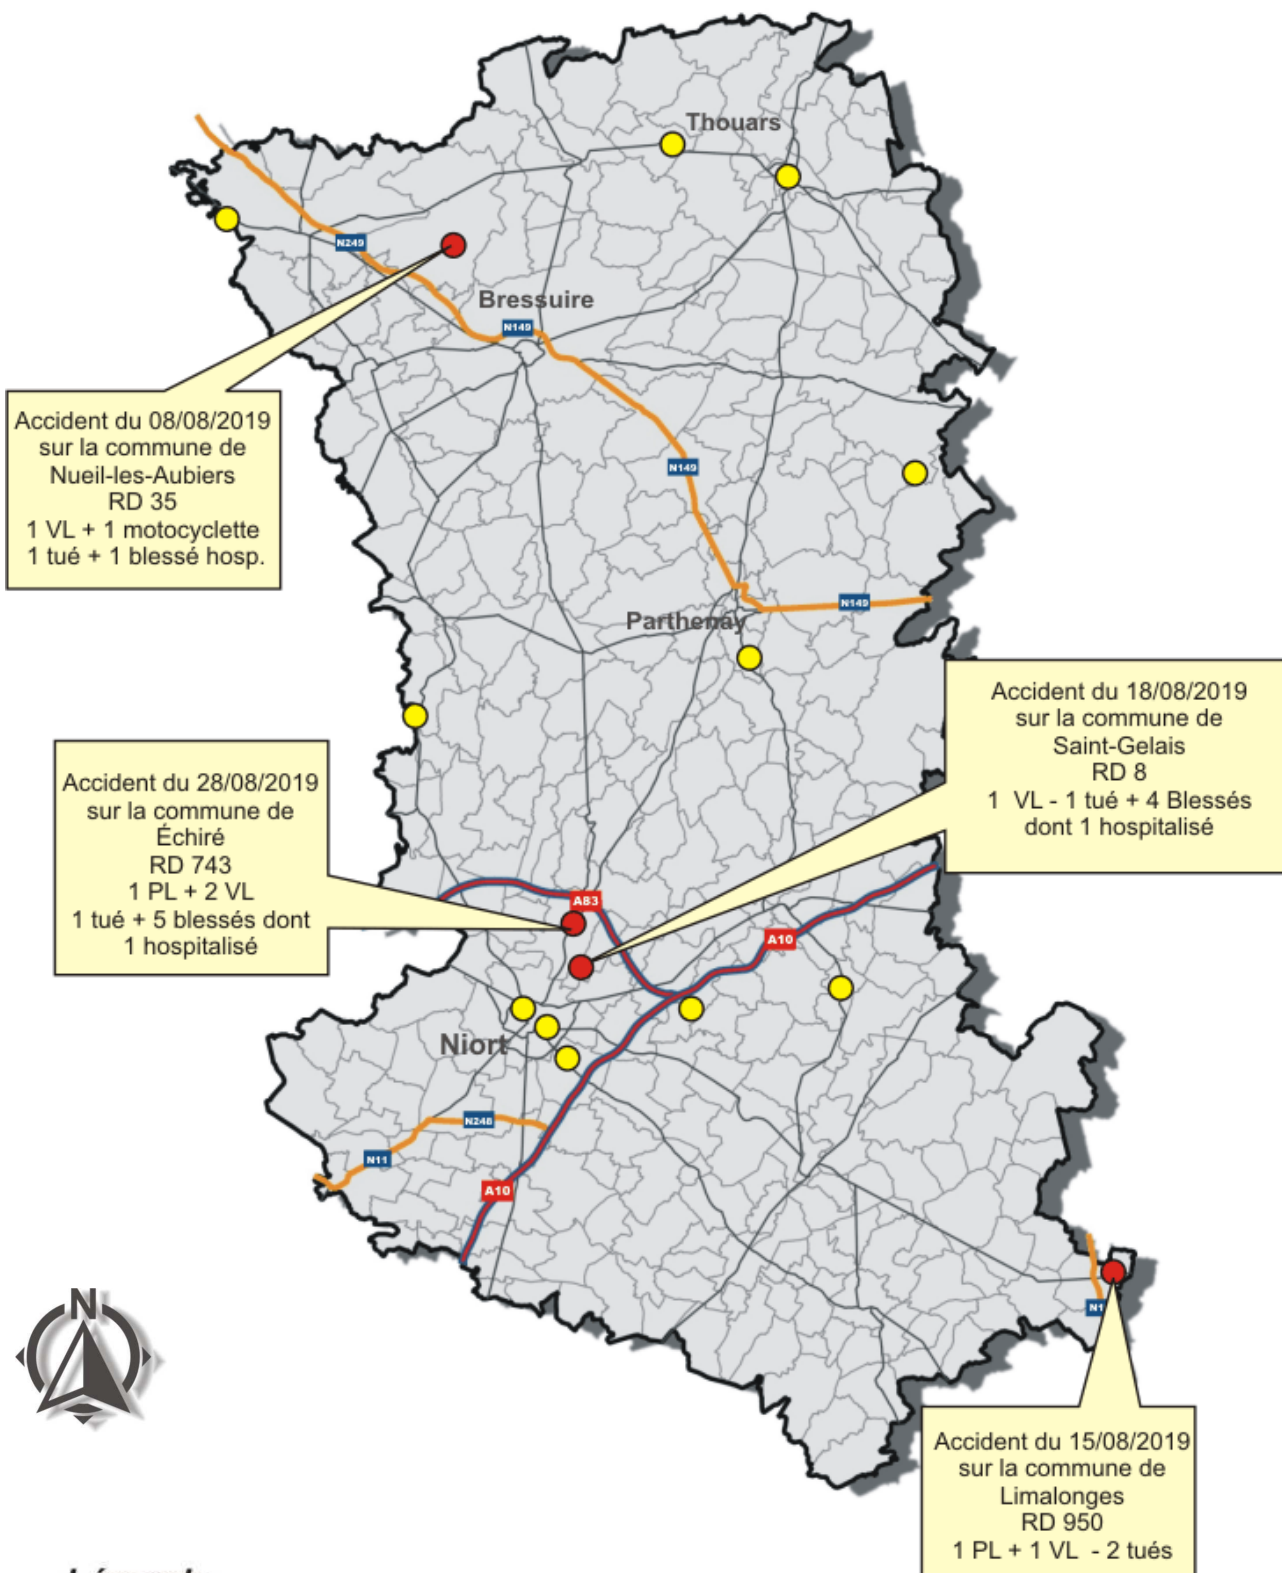 Thouars
N249
Bressuire
N149
Accident du 08/08/2019
sur la commune de
Nueil-les-Aubiers
RD 35
1 VL + 1 motocyclette
1 tué + 1 blessé hosp.
N149
N149
Parthenay
Accident du 18/08/2019
sur la commune de
Saint-Gelais
RD 8
1 VL - 1 tué + 4 Blessés
dont 1 hospitalisé
Accident du 28/08/2019
sur la commune de
Échiré
RD 743
1 PL + 2 VL
1 tué + 5 blessés dont
1 hospitalisé
A83
A10
Niort
N248
N11
A10
N
N1
Accident du 15/08/2019
sur la commune de
Limalonges
RD 950
1 PL + 1 VL - 2 tués